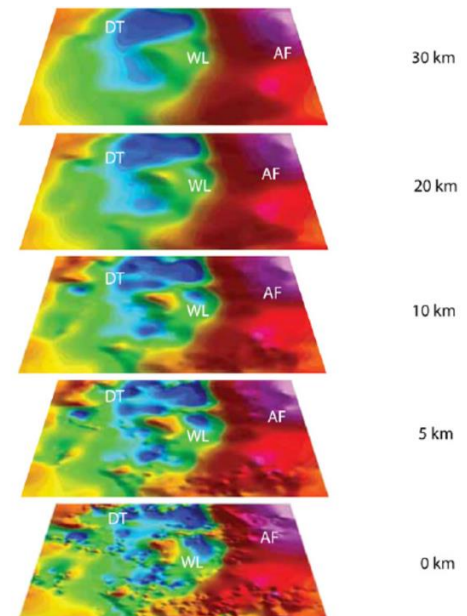 DT WL AF 30 km
DT WL AF 20 km
DT WL AF 10 km
DT WL AF 5 km
DT WL AF 0 km